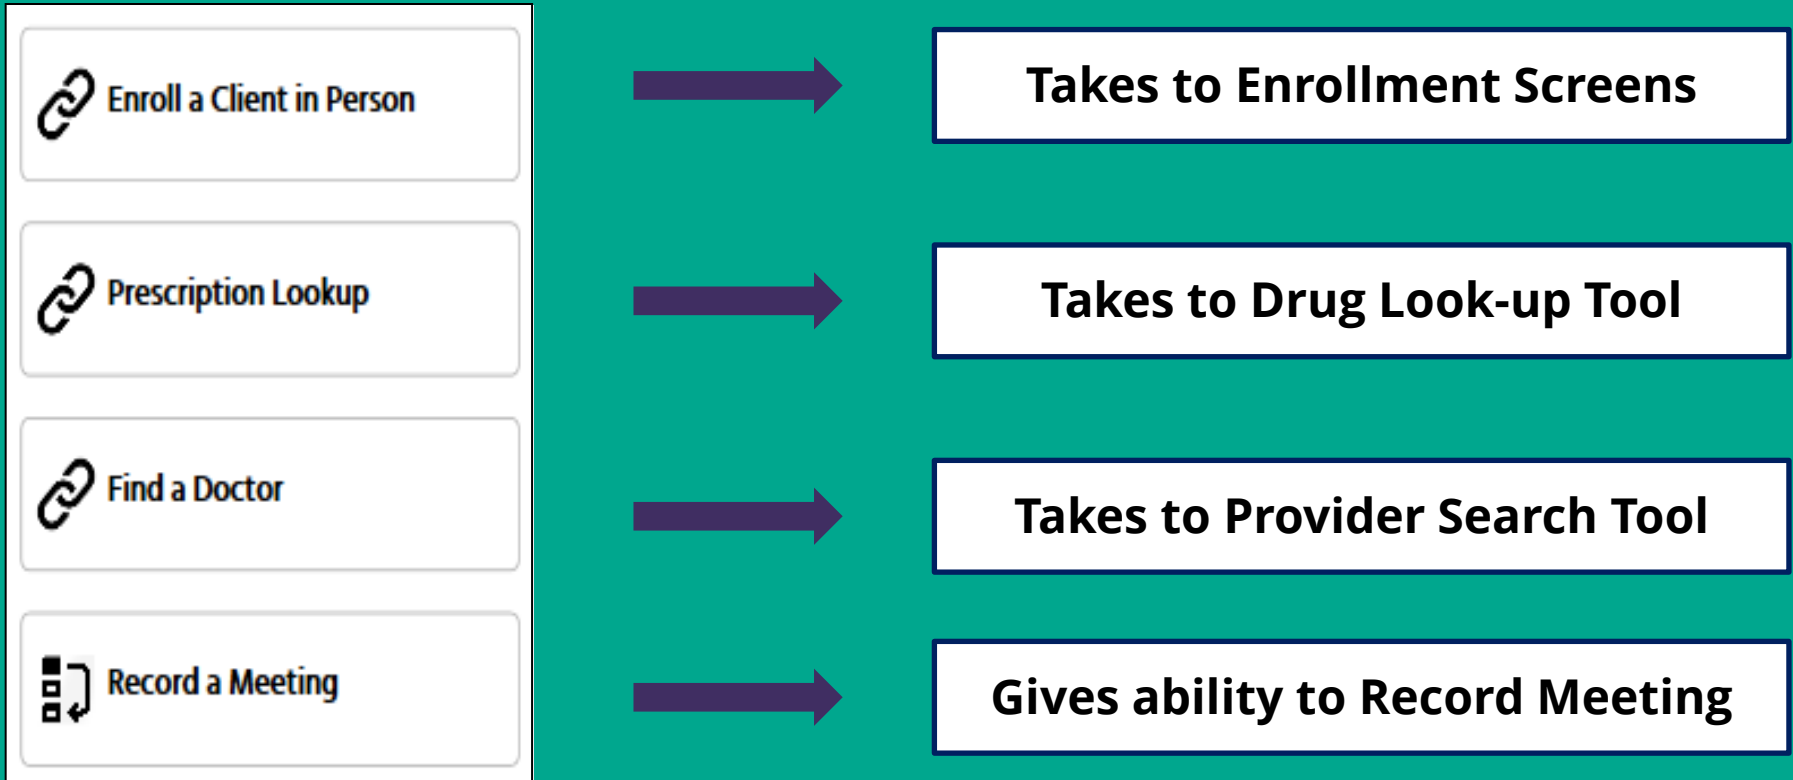 Enroll a Client in Person
Takes to Enrollment Screens
Prescription Lookup
Takes to Drug Look-up Tool
Find a Doctor
Takes to Provider Search Tool
Record a Meeting
Gives ability to Record Meeting